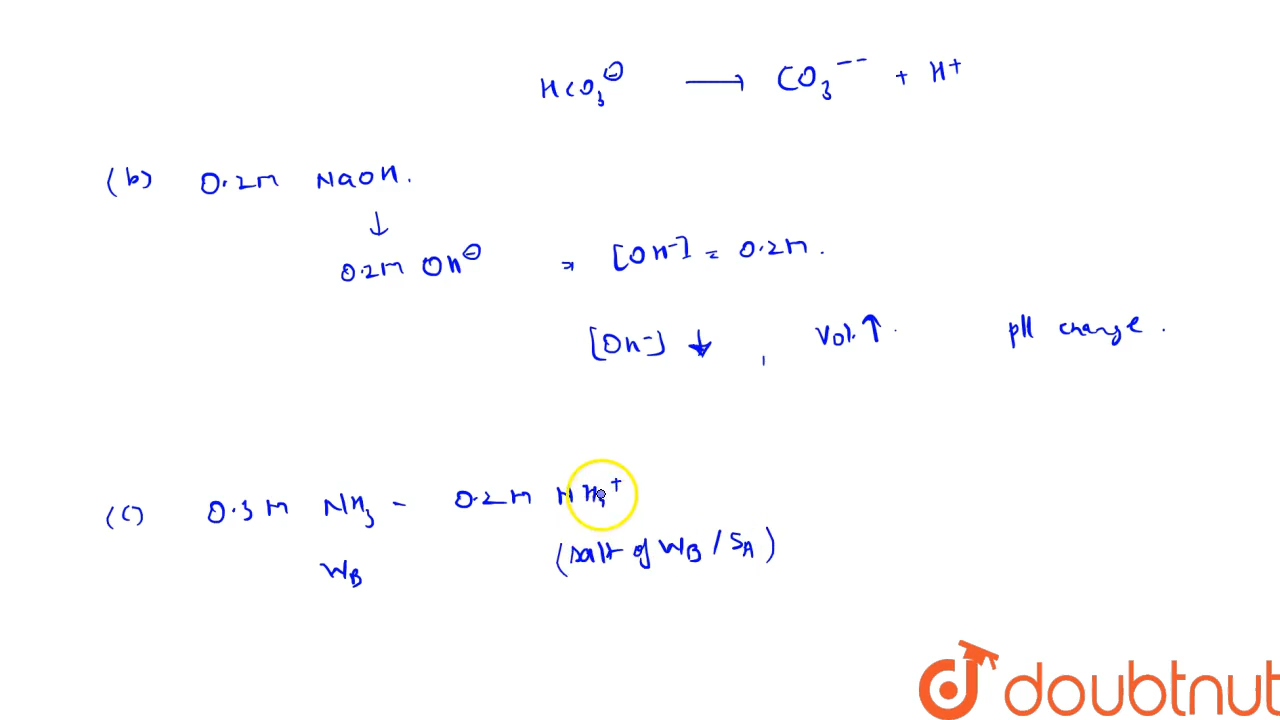 HCO₃⊖ ⟶ CO₃⁻⁻ + H⁺
(b) 0.2M NaOH.
↓
0.2M OH⊖ ⇒ [OH⁻] = 0.2M.
[OH⁻] ↓ , Vol.↑. pH change.
(c) 0.3M NH₃ - 0.2M NH₄⁺
WB (salt of WB / SA)
doubtnut